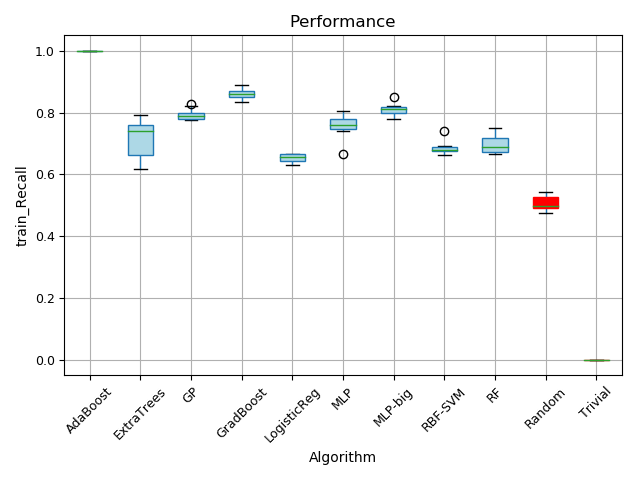 Performance
train_Recall
1.0
0.8
0.6
0.4
0.2
0.0
AdaBoost
ExtraTrees
GP
GradBoost
LogisticReg
MLP
MLP-big
RBF-SVM
RF
Random
Trivial
Algorithm